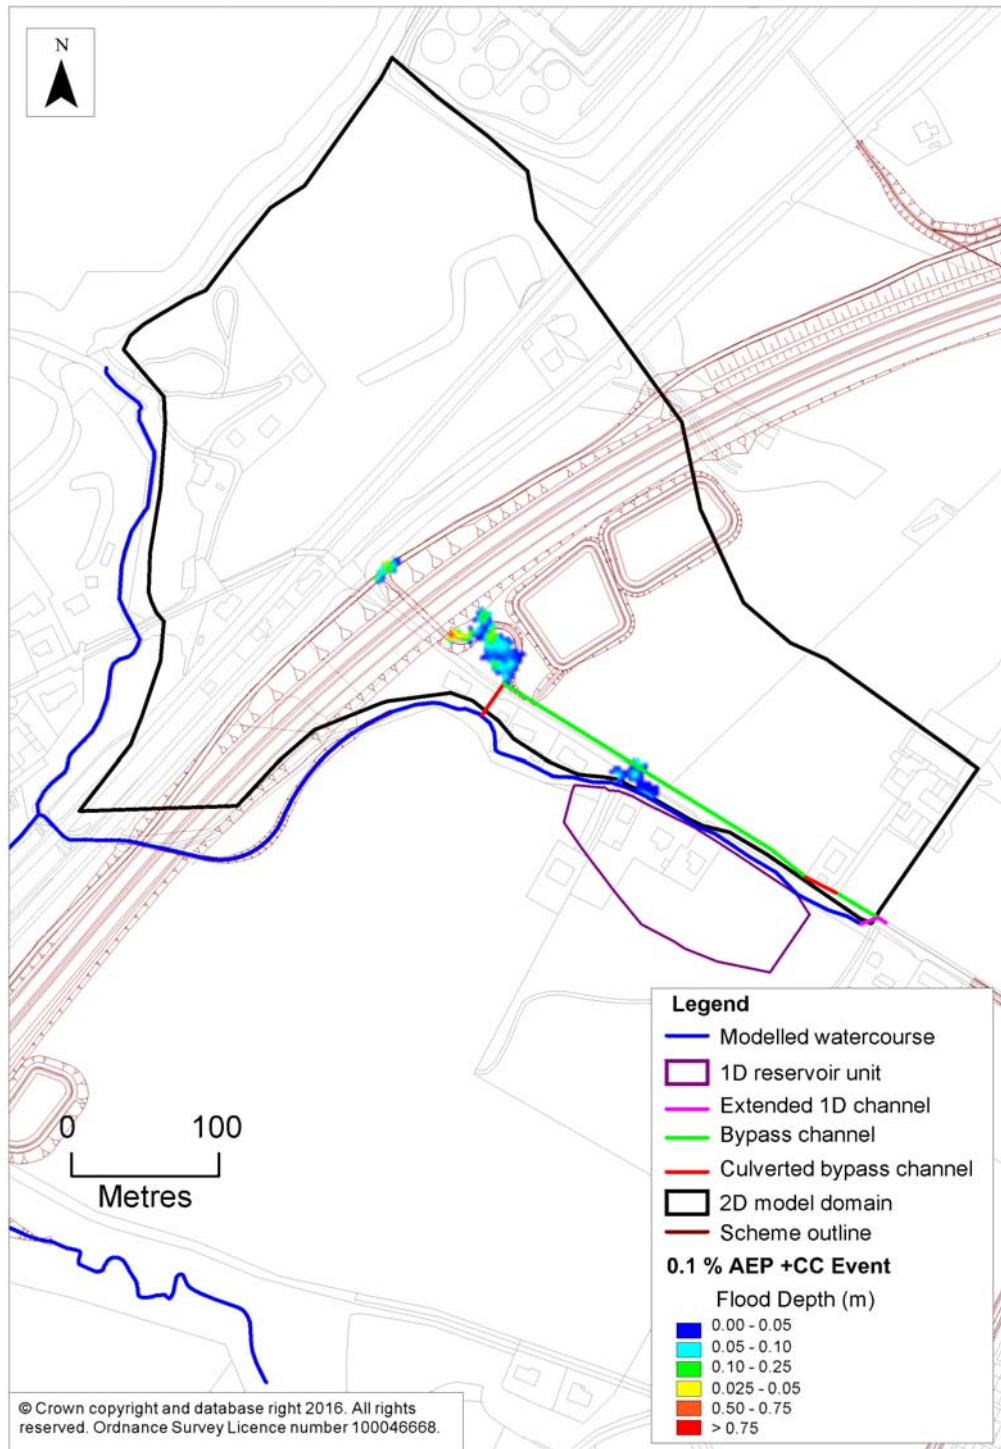 N
0 100
Metres
Legend
Modelled watercourse
1D reservoir unit
Extended 1D channel
Bypass channel
Culverted bypass channel
2D model domain
Scheme outline
0.1 % AEP +CC Event
Flood Depth (m)
0.00 - 0.05
0.05 - 0.10
0.10 - 0.25
0.025 - 0.05
0.50 - 0.75
> 0.75
© Crown copyright and database right 2016. All rights
reserved. Ordnance Survey Licence number 100046668.